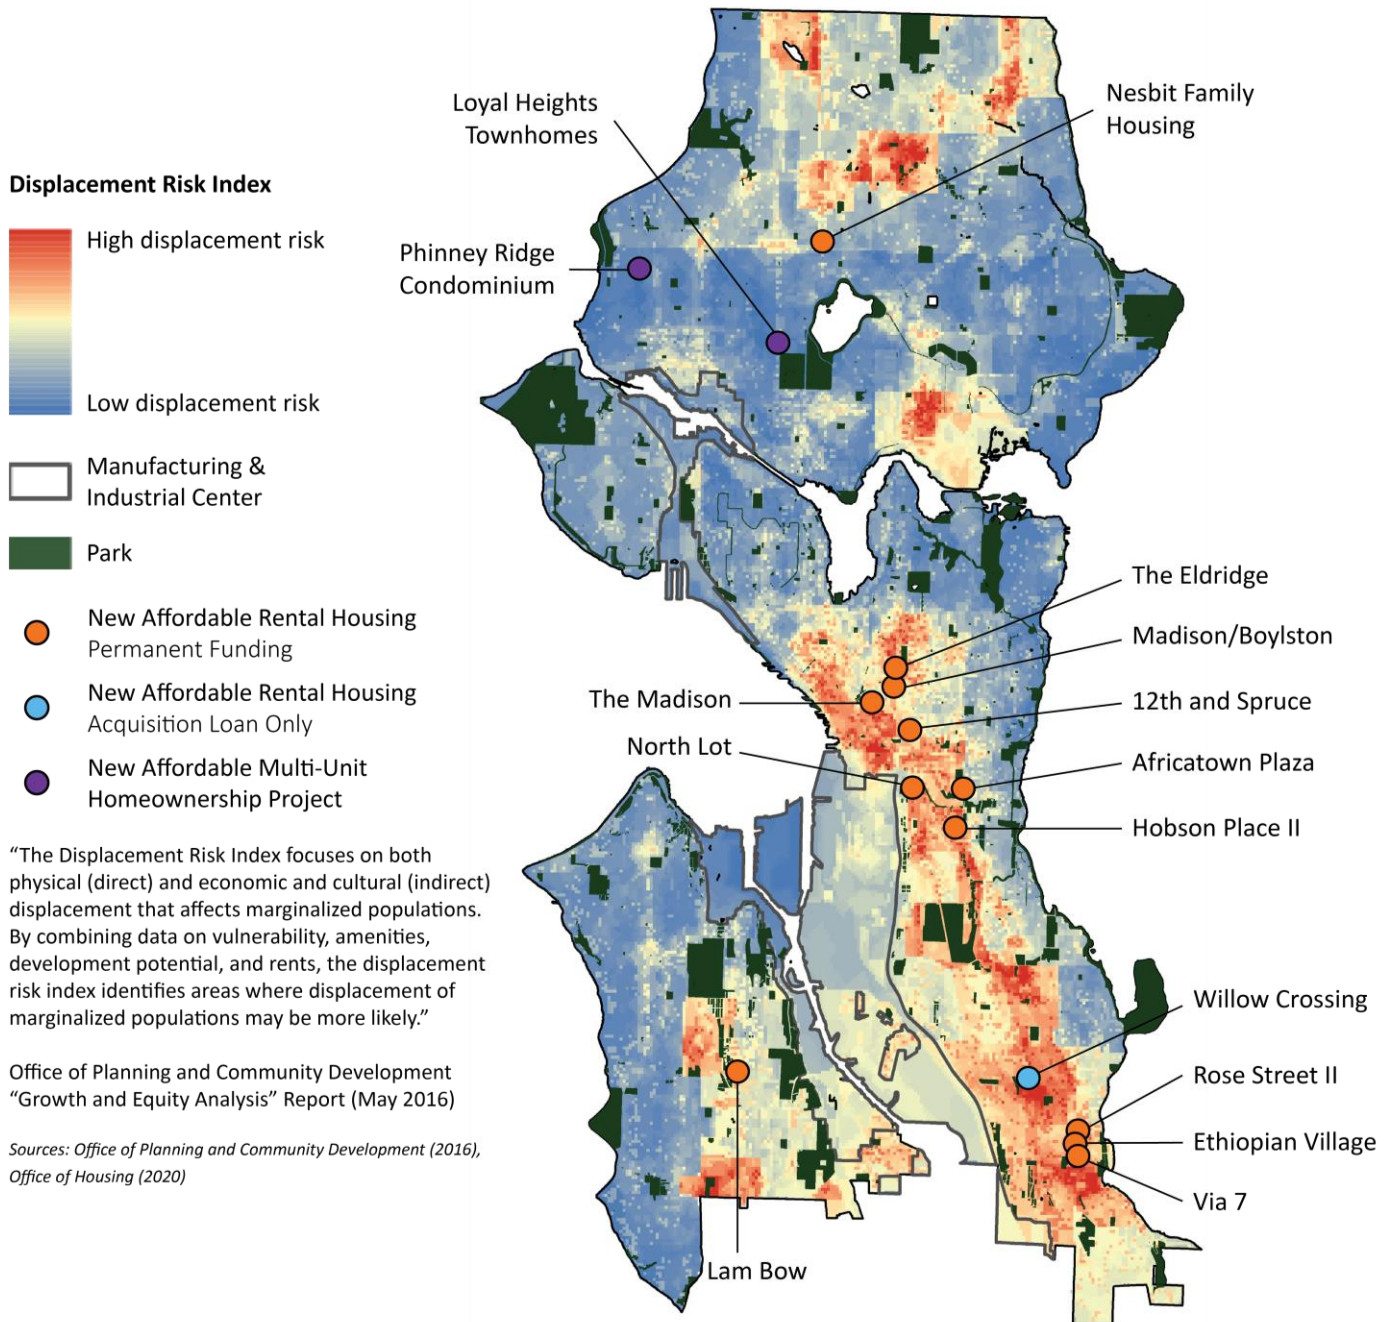 Displacement Risk Index
High displacement risk
Low displacement risk
Manufacturing &
Industrial Center
Park
New Affordable Rental Housing
Permanent Funding
New Affordable Rental Housing
Acquisition Loan Only
New Affordable Multi-Unit
Homeownership Project
“The Displacement Risk Index focuses on both
physical (direct) and economic and cultural (indirect)
displacement that affects marginalized populations.
By combining data on vulnerability, amenities,
development potential, and rents, the displacement
risk index identifies areas where displacement of
marginalized populations may be more likely.”
Office of Planning and Community Development
“Growth and Equity Analysis” Report (May 2016)
Sources: Office of Planning and Community Development (2016),
Office of Housing (2020)
Loyal Heights
Townhomes
Nesbit Family
Housing
Phinney Ridge
Condominium
The Eldridge
Madison/Boylston
The Madison
12th and Spruce
North Lot
Africatown Plaza
Hobson Place II
Willow Crossing
Rose Street II
Ethiopian Village
Via 7
Lam Bow